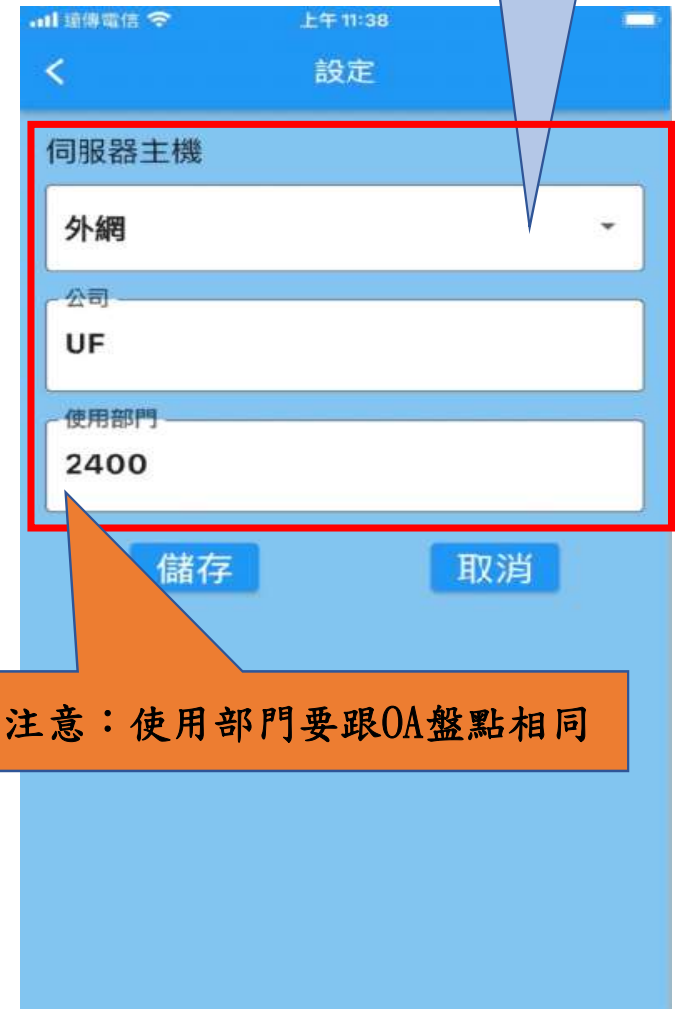 遠傳電信 上午 11:38
設定
伺服器主機
外網
公司
UF
使用部門
2400
儲存 取消
注意：使用部門要跟OA盤點相同